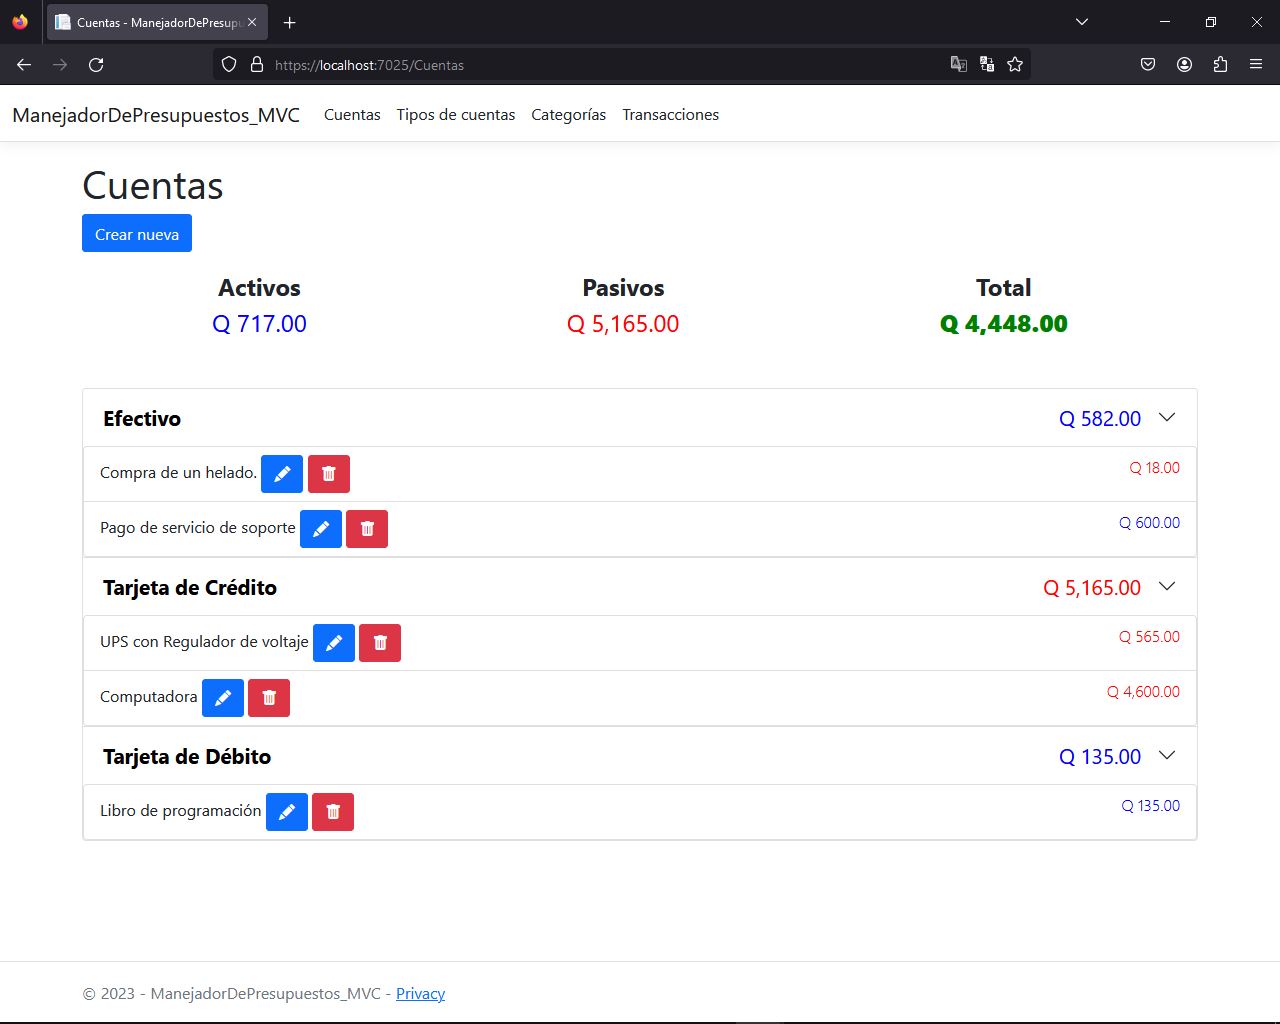 Cuentas - ManejadorDePresupu
https://localhost:7025/Cuentas
ManejadorDePresupuestos_MVC Cuentas Tipos de cuentas Categorías Transacciones
Cuentas
Crear nueva
Activos Pasivos Total
Q 717.00 Q 5,165.00 Q 4,448.00
Efectivo Q 582.00
Compra de un helado. Q 18.00
Pago de servicio de soporte Q 600.00
Tarjeta de Crédito Q 5,165.00
UPS con Regulador de voltaje Q 565.00
Computadora Q 4,600.00
Tarjeta de Débito Q 135.00
Libro de programación Q 135.00
© 2023 - ManejadorDePresupuestos_MVC - Privacy